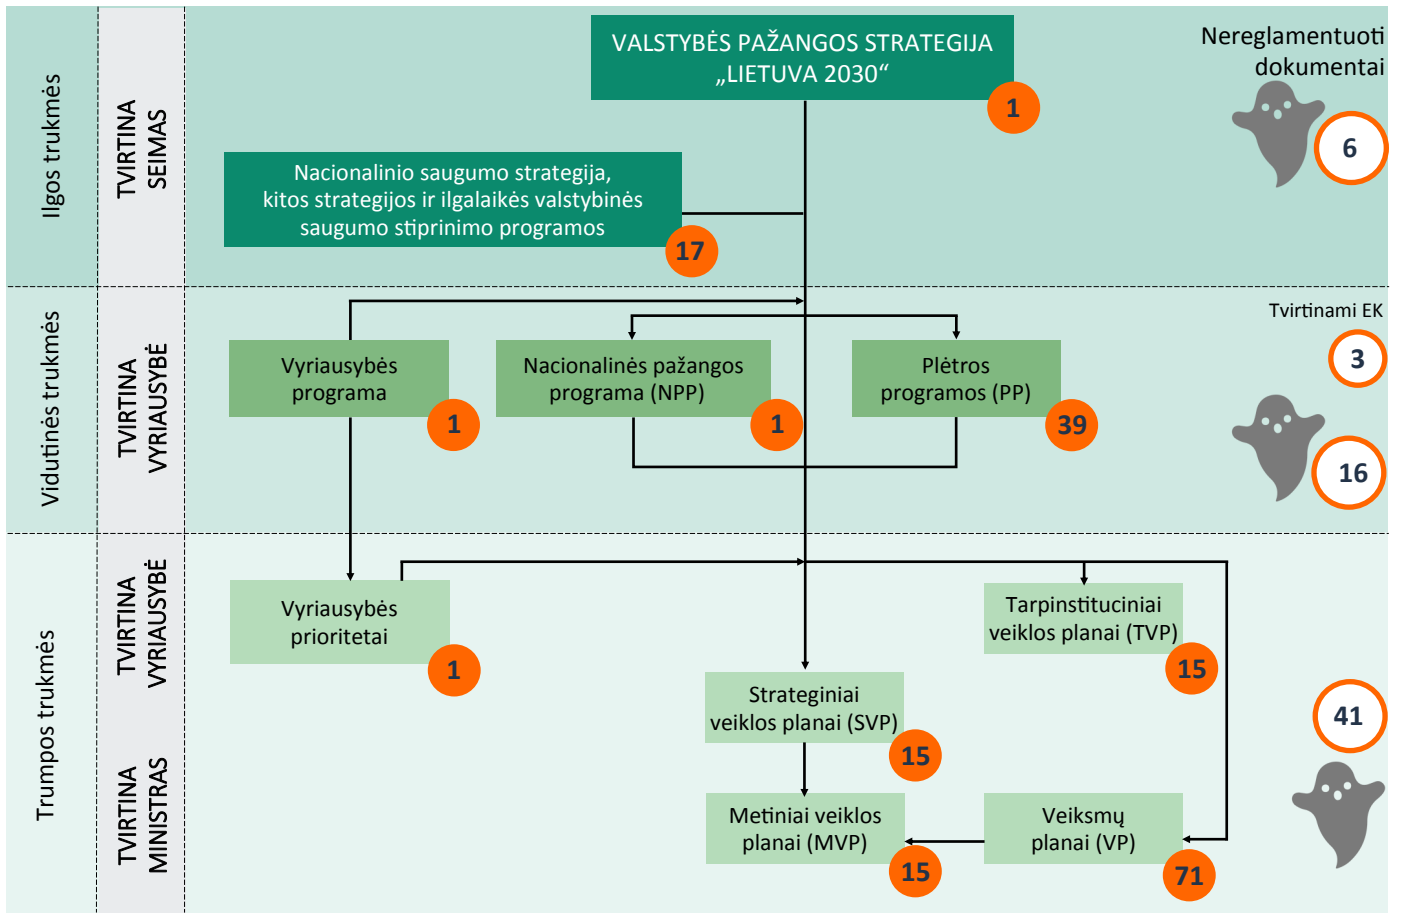 VALSTYBĖS PAŽANGOS STRATEGIJA
„LIETUVA 2030“
1
Nereglamentuoti
dokumentai
6
Ilgos trukmės
TVIRTINA
SEIMAS
Nacionalinio saugumo strategija,
kitos strategijos ir ilgalaikės valstybinės
saugumo stiprinimo programos
17
Vidutinės trukmės
TVIRTINA
VYRIAUSYBĖ
Vyriausybės
programa
1
Nacionalinės pažangos
programa (NPP)
1
Plėtros
programos (PP)
39
Tvirtinami EK
3
16
Trumpos trukmės
TVIRTINA
VYRIAUSYBĖ
Vyriausybės
prioritetai
1
Tarpinstituciniai
veiklos planai (TVP)
15
Strateginiai
veiklos planai (SVP)
15
41
TVIRTINA
MINISTRAS
Metiniai veiklos
planai (MVP)
15
Veiksmų
planai (VP)
71